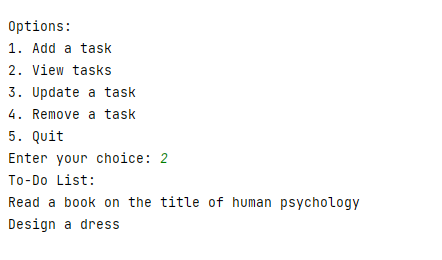 Options:
1. Add a task
2. View tasks
3. Update a task
4. Remove a task
5. Quit
Enter your choice: 2
To-Do List:
Read a book on the title of human psychology
Design a dress